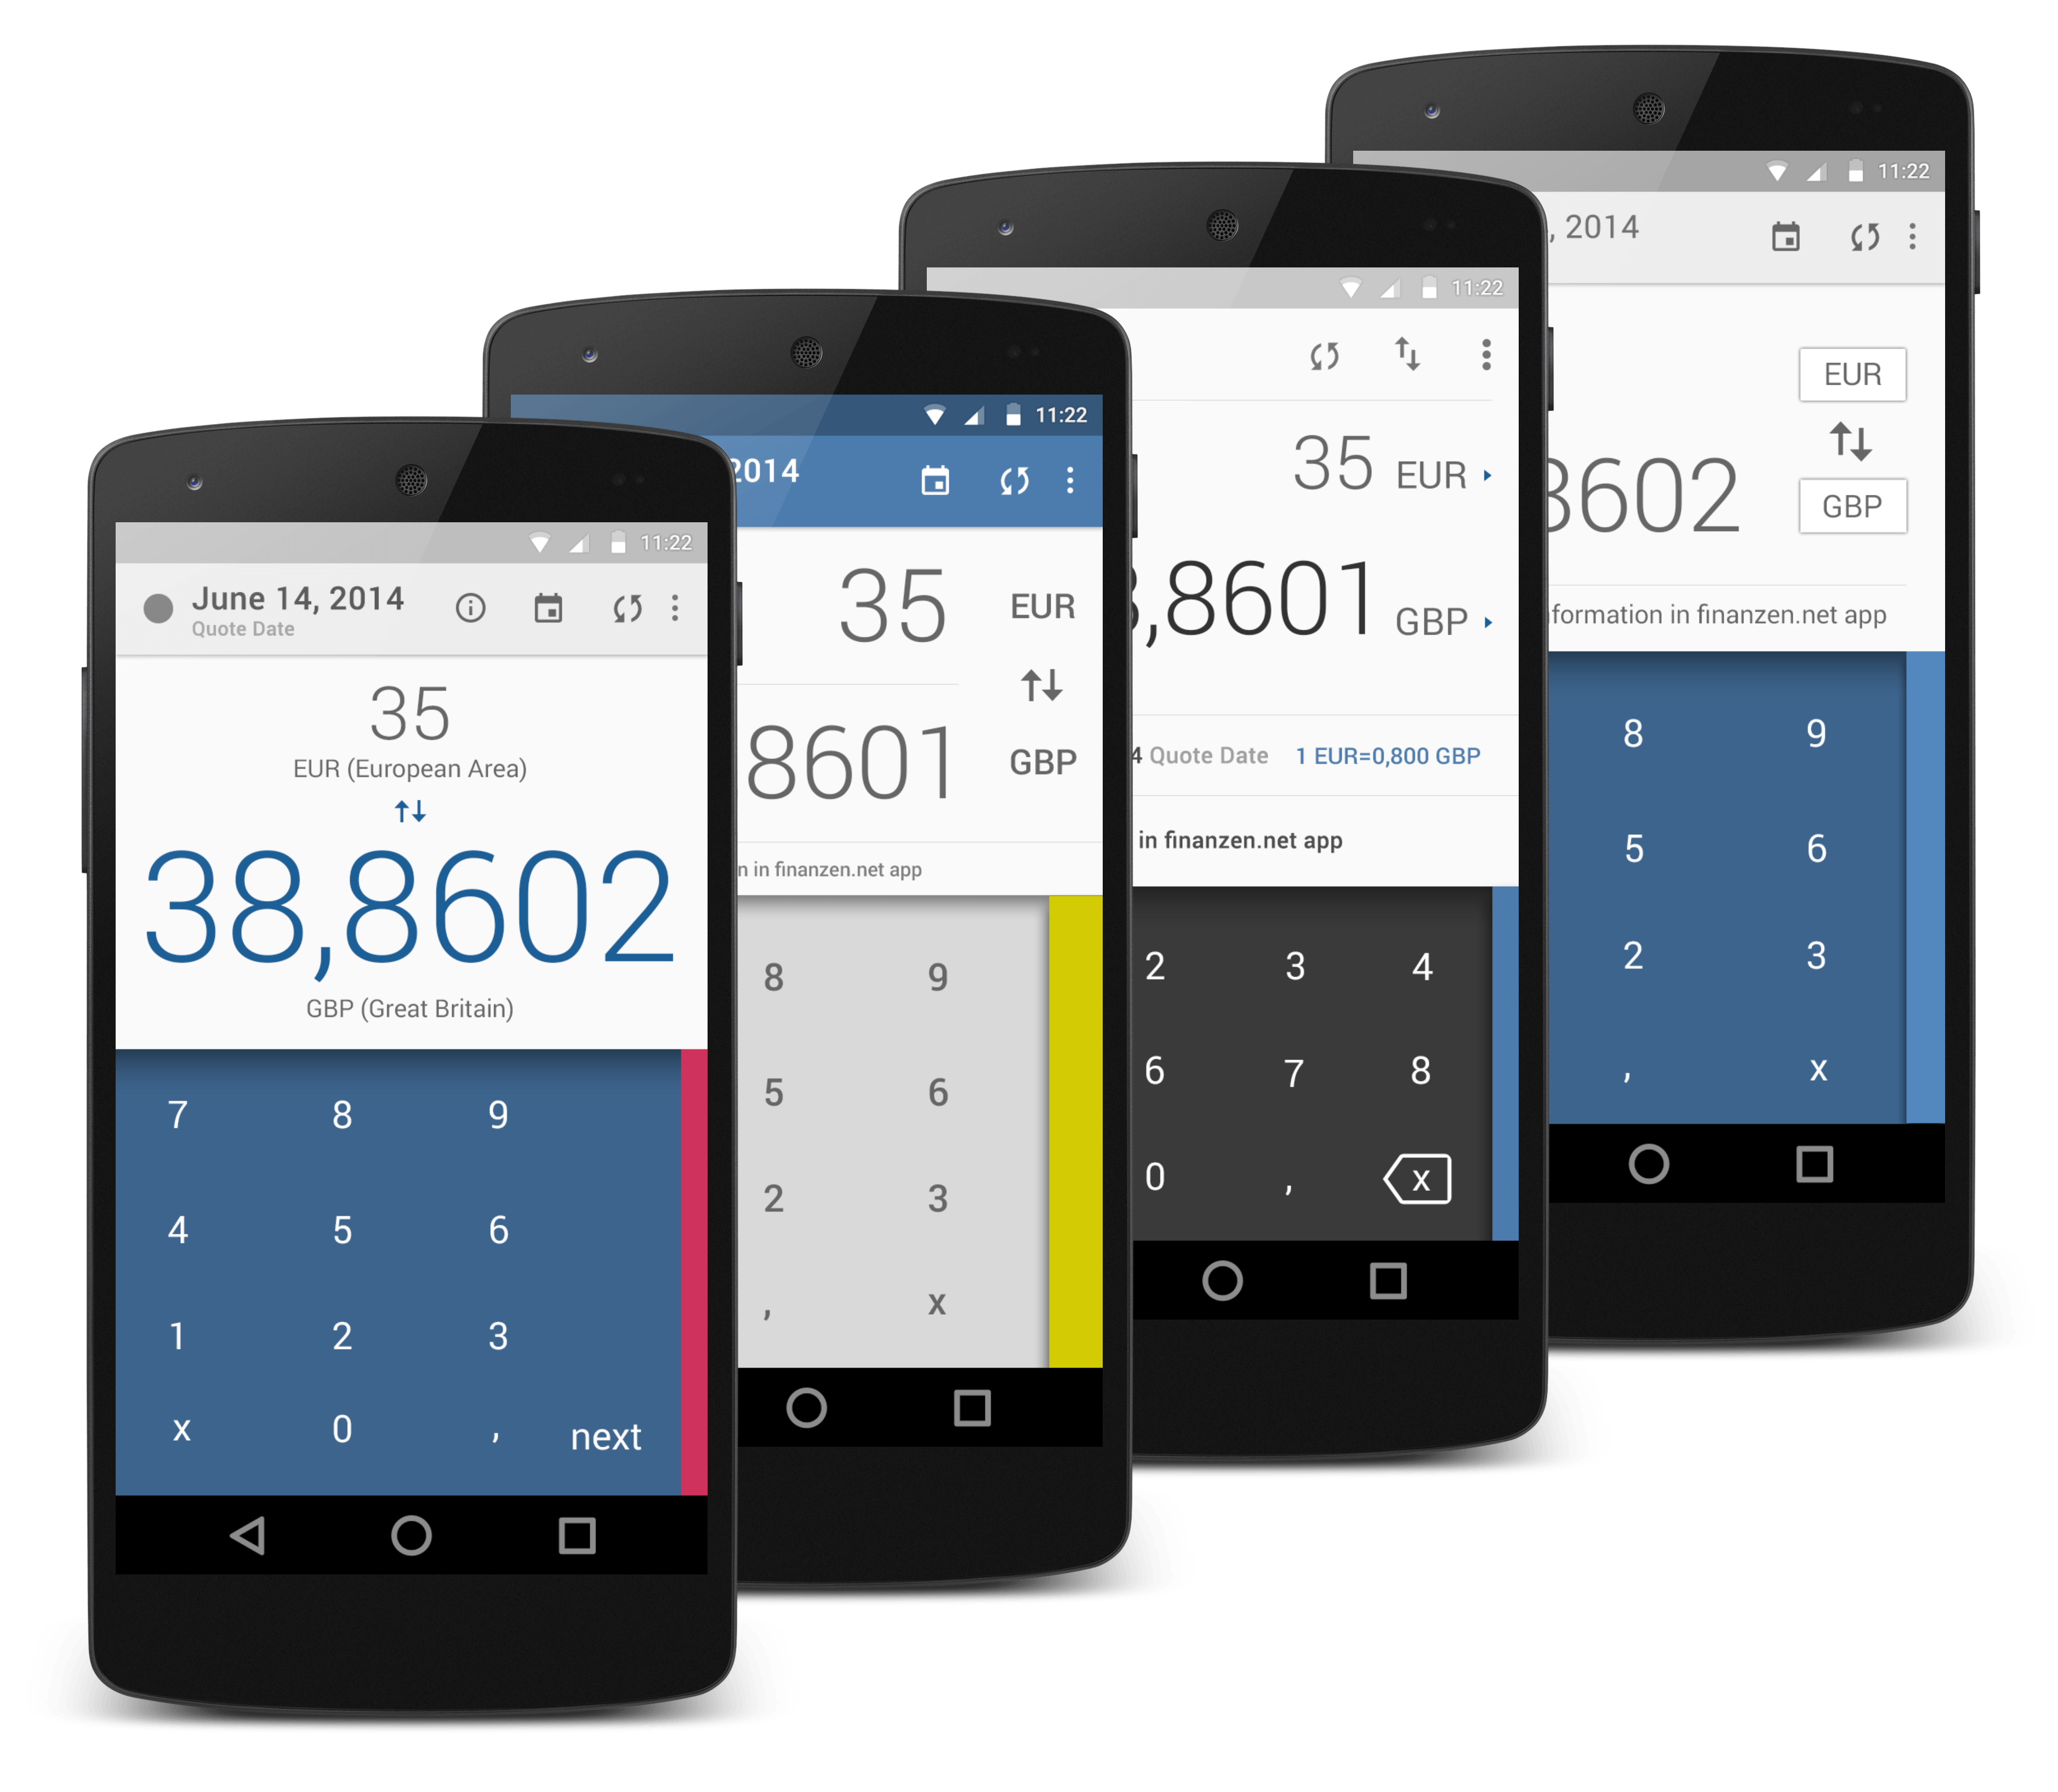 11:22
June 14, 2014
Quote Date
35
EUR (European Area)
38,8602
GBP (Great Britain)
7 8 9
4 5 6
1 2 3
x 0 , next
11:22
2014
35 EUR
8601 GBP
in finanzen.net app
8 9
5 6
2 3
, x
11:22
35 EUR
,8601 GBP
4 Quote Date 1 EUR=0,800 GBP
in finanzen.net app
2 3 4
6 7 8
0 , x
11:22
, 2014
EUR
8602
GBP
formation in finanzen.net app
8 9
5 6
2 3
, x